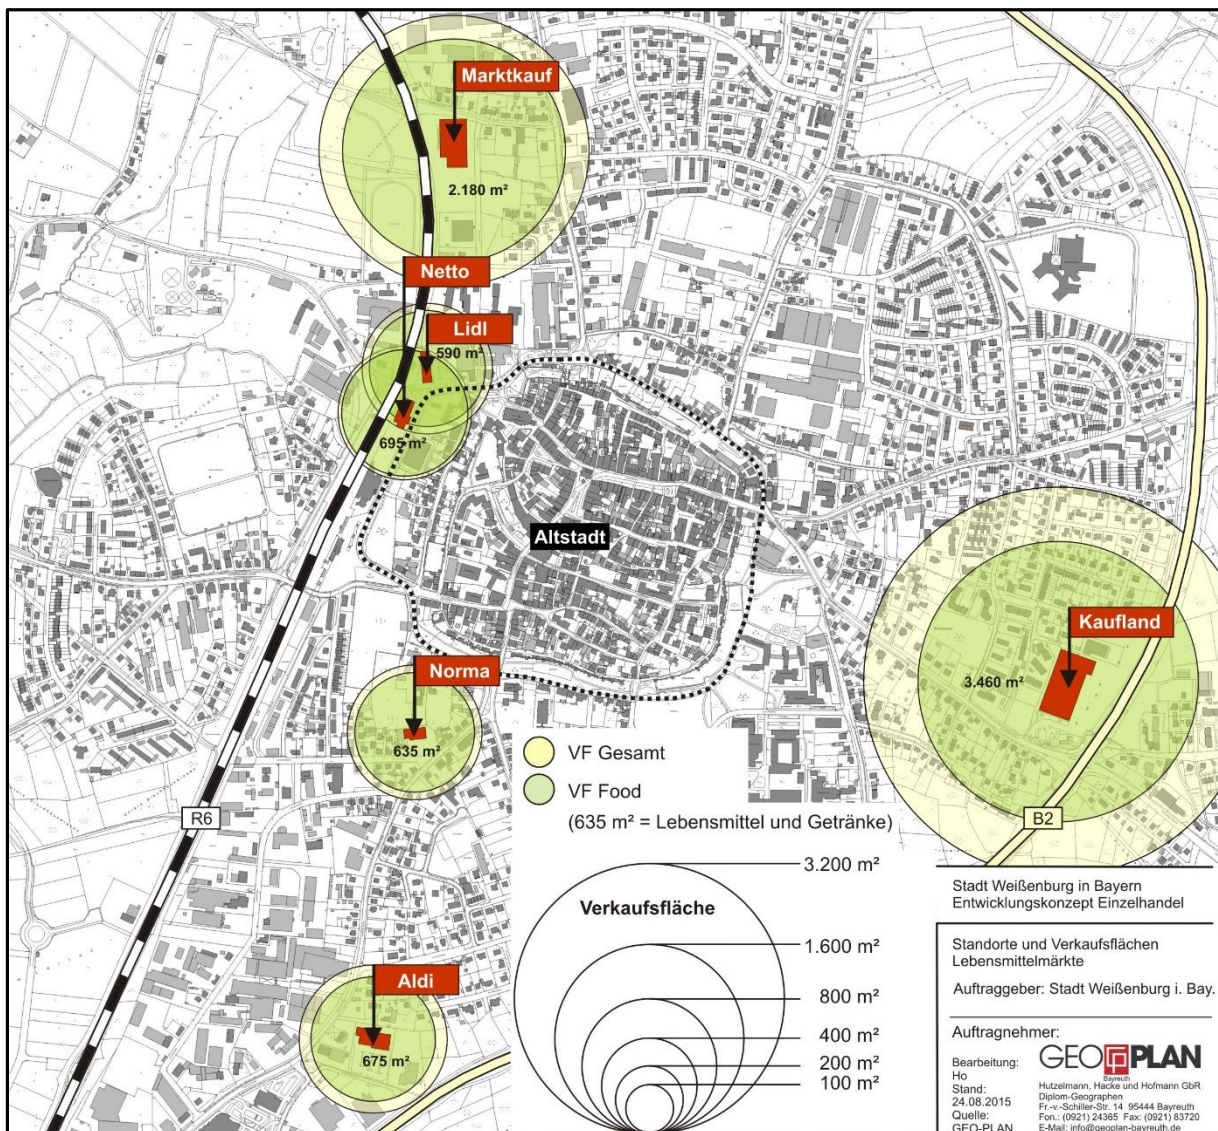 Marktkauf
2.180 m²
Netto
Lidl
590 m²
695 m²
Altstadt
Kaufland
3.460 m²
Norma
635 m²
R6
B2
Aldi
675 m²
VF Gesamt
VF Food
(635 m² = Lebensmittel und Getränke)
Verkaufsfläche
3.200 m²
1.600 m²
800 m²
400 m²
200 m²
100 m²
Stadt Weißenburg in Bayern
Entwicklungskonzept Einzelhandel
Standorte und Verkaufsflächen
Lebensmittelmärkte
Auftraggeber: Stadt Weißenburg i. Bay.
Auftragnehmer:
GEO PLAN
Bayreuth
Bearbeitung:
Ho
Stand:
24.08.2015
Quelle:
GEO-PLAN
Hutzelmann, Hacke und Hofmann GbR
Diplom-Geographen
Fr.-v.-Schiller-Str. 14 95444 Bayreuth
Fon.: (0921) 24365 Fax: (0921) 83720
E-Mail: info@geoplan-bayreuth.de